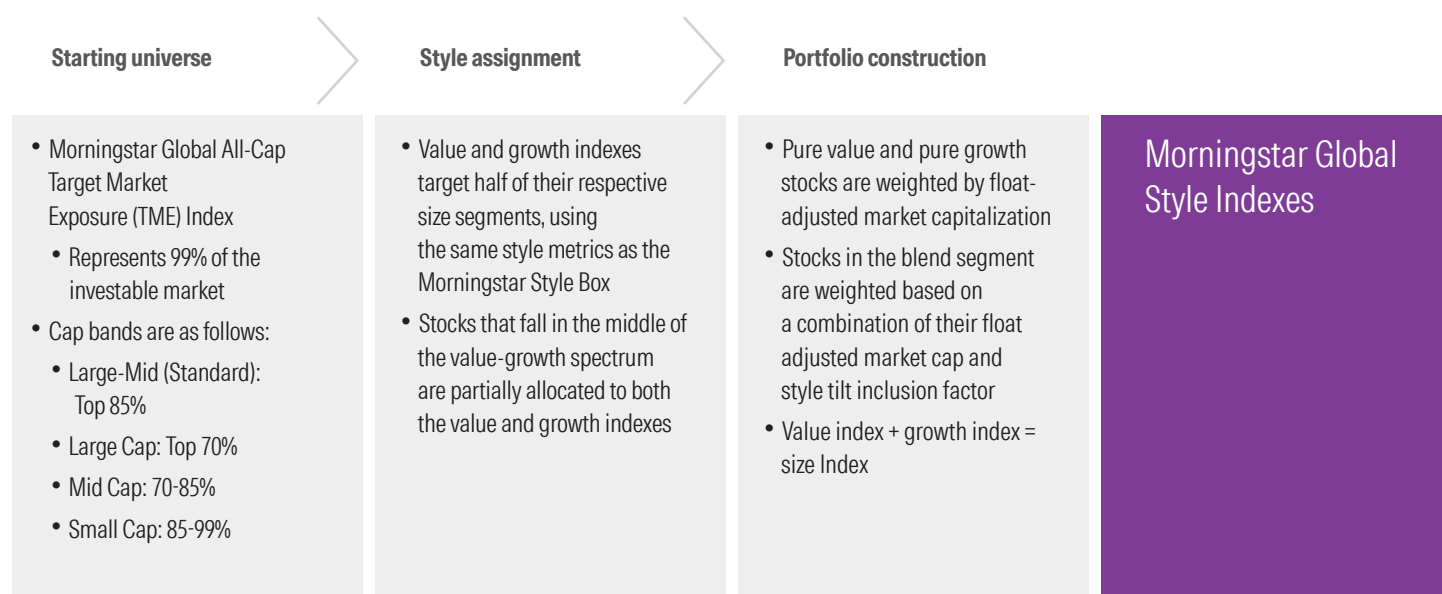 Starting universe
Style assignment
Portfolio construction
• Morningstar Global All-Cap
Target Market
Exposure (TME) Index
• Represents 99% of the
investable market
• Cap bands are as follows:
• Large-Mid (Standard):
Top 85%
• Large Cap: Top 70%
• Mid Cap: 70-85%
• Small Cap: 85-99%
• Value and growth indexes
target half of their respective
size segments, using
the same style metrics as the
Morningstar Style Box
• Stocks that fall in the middle of
the value-growth spectrum
are partially allocated to both
the value and growth indexes
• Pure value and pure growth
stocks are weighted by float-
adjusted market capitalization
• Stocks in the blend segment
are weighted based on
a combination of their float
adjusted market cap and
style tilt inclusion factor
• Value index + growth index =
size Index
Morningstar Global
Style Indexes